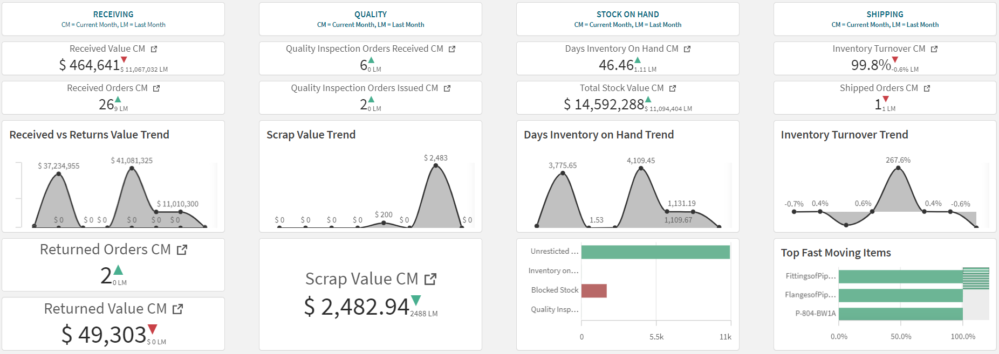 RECEIVING
CM = Current Month, LM = Last Month
Received Value CM
$ 464,641 $ 11,067,032 LM
Received Orders CM
26 9 LM
Received vs Returns Value Trend
$ 37,234,955
$ 41,081,325
$ 11,010,300
$ 0
$ 0
$ 0
$ 0
$ 0
$ 0
Returned Orders CM
2 0 LM
Returned Value CM
$ 49,303 $ 0 LM
QUALITY
CM = Current Month, LM = Last Month
Quality Inspection Orders Received CM
6 0 LM
Quality Inspection Orders Issued CM
2 0 LM
Scrap Value Trend
$ 2,483
$ 0
$ 0
$ 0
$ 0
$ 200
$ 0
$ 0
Scrap Value CM
$ 2,482.94 2488 LM
STOCK ON HAND
CM = Current Month, LM = Last Month
Days Inventory On Hand CM
46.46 1.11 LM
Total Stock Value CM
$ 14,592,288 $ 11,094,404 LM
Days Inventory on Hand Trend
3,775.65
4,109.45
1,131.19
1.53
1,109.67
Unresticted ...
Inventory on...
Blocked Stock
Quality Insp...
0
5.5k
11k
SHIPPING
CM = Current Month, LM = Last Month
Inventory Turnover CM
99.8% -0.6% LM
Shipped Orders CM
1 1 LM
Inventory Turnover Trend
267.6%
-0.7%
0.4%
0.6%
0.4%
-0.6%
Top Fast Moving Items
FittingsofPip...
FlangesofPip...
P-804-BW1A
0.0%
50.0%
100.0%